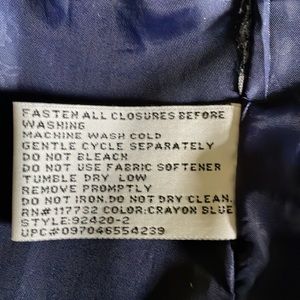 FASTEN ALL CLOSURES BEFORE
WASHING
MACHINE WASH COLD
GENTLE CYCLE SEPARATELY
DO NOT BLEACH
DO NOT USE FABRIC SOFTENER
TUMBLE DRY LOW
REMOVE PROMPTLY
DO NOT IRON.DO NOT DRY CLEAN.
RN#117732 COLOR:CRAYON BLUE
STYLE:92420-2
UPC#097046554239